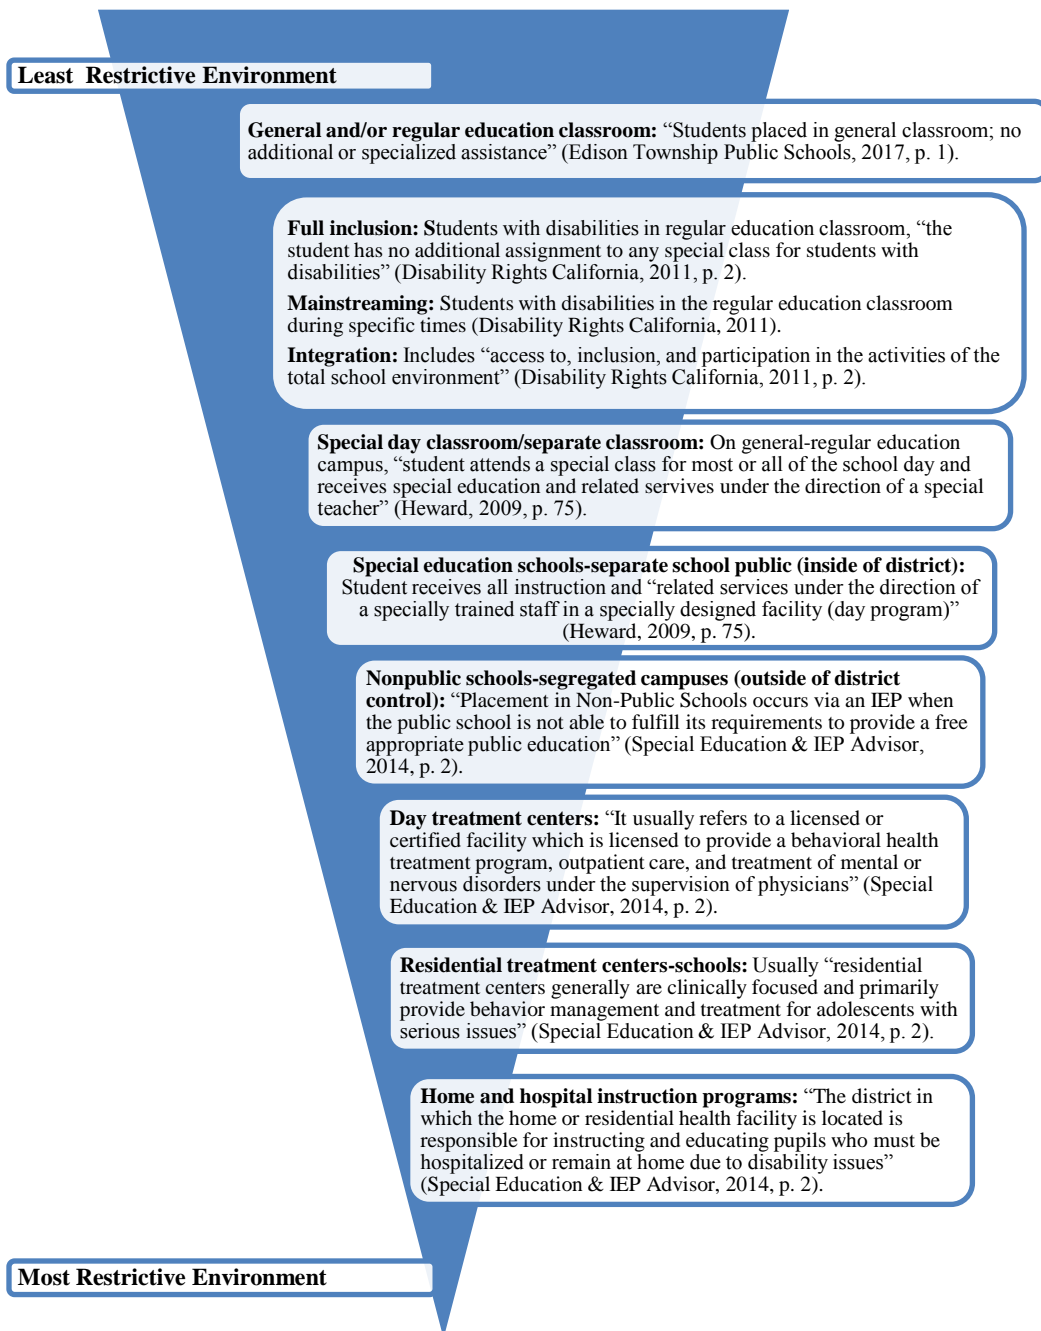 Least Restrictive Environment
General and/or regular education classroom: “Students placed in general classroom; no
additional or specialized assistance” (Edison Township Public Schools, 2017, p. 1).
Full inclusion: Students with disabilities in regular education classroom, “the
student has no additional assignment to any special class for students with
disabilities” (Disability Rights California, 2011, p. 2).
Mainstreaming: Students with disabilities in the regular education classroom
during specific times (Disability Rights California, 2011).
Integration: Includes “access to, inclusion, and participation in the activities of the
total school environment” (Disability Rights California, 2011, p. 2).
Special day classroom/separate classroom: On general-regular education
campus, “student attends a special class for most or all of the school day and
receives special education and related servives under the direction of a special
teacher” (Heward, 2009, p. 75).
Special education schools-separate school public (inside of district):
Student receives all instruction and “related services under the direction of
a specially trained staff in a specially designed facility (day program)”
(Heward, 2009, p. 75).
Nonpublic schools-segregated campuses (outside of district
control): “Placement in Non-Public Schools occurs via an IEP when
the public school is not able to fulfill its requirements to provide a free
appropriate public education” (Special Education & IEP Advisor,
2014, p. 2).
Day treatment centers: “It usually refers to a licensed or
certified facility which is licensed to provide a behavioral health
treatment program, outpatient care, and treatment of mental or
nervous disorders under the supervision of physicians” (Special
Education & IEP Advisor, 2014, p. 2).
Residential treatment centers-schools: Usually “residential
treatment centers generally are clinically focused and primarily
provide behavior management and treatment for adolescents with
serious issues” (Special Education & IEP Advisor, 2014, p. 2).
Home and hospital instruction programs: “The district in
which the home or residential health facility is located is
responsible for instructing and educating pupils who must be
hospitalized or remain at home due to disability issues”
(Special Education & IEP Advisor, 2014, p. 2).
Most Restrictive Environment